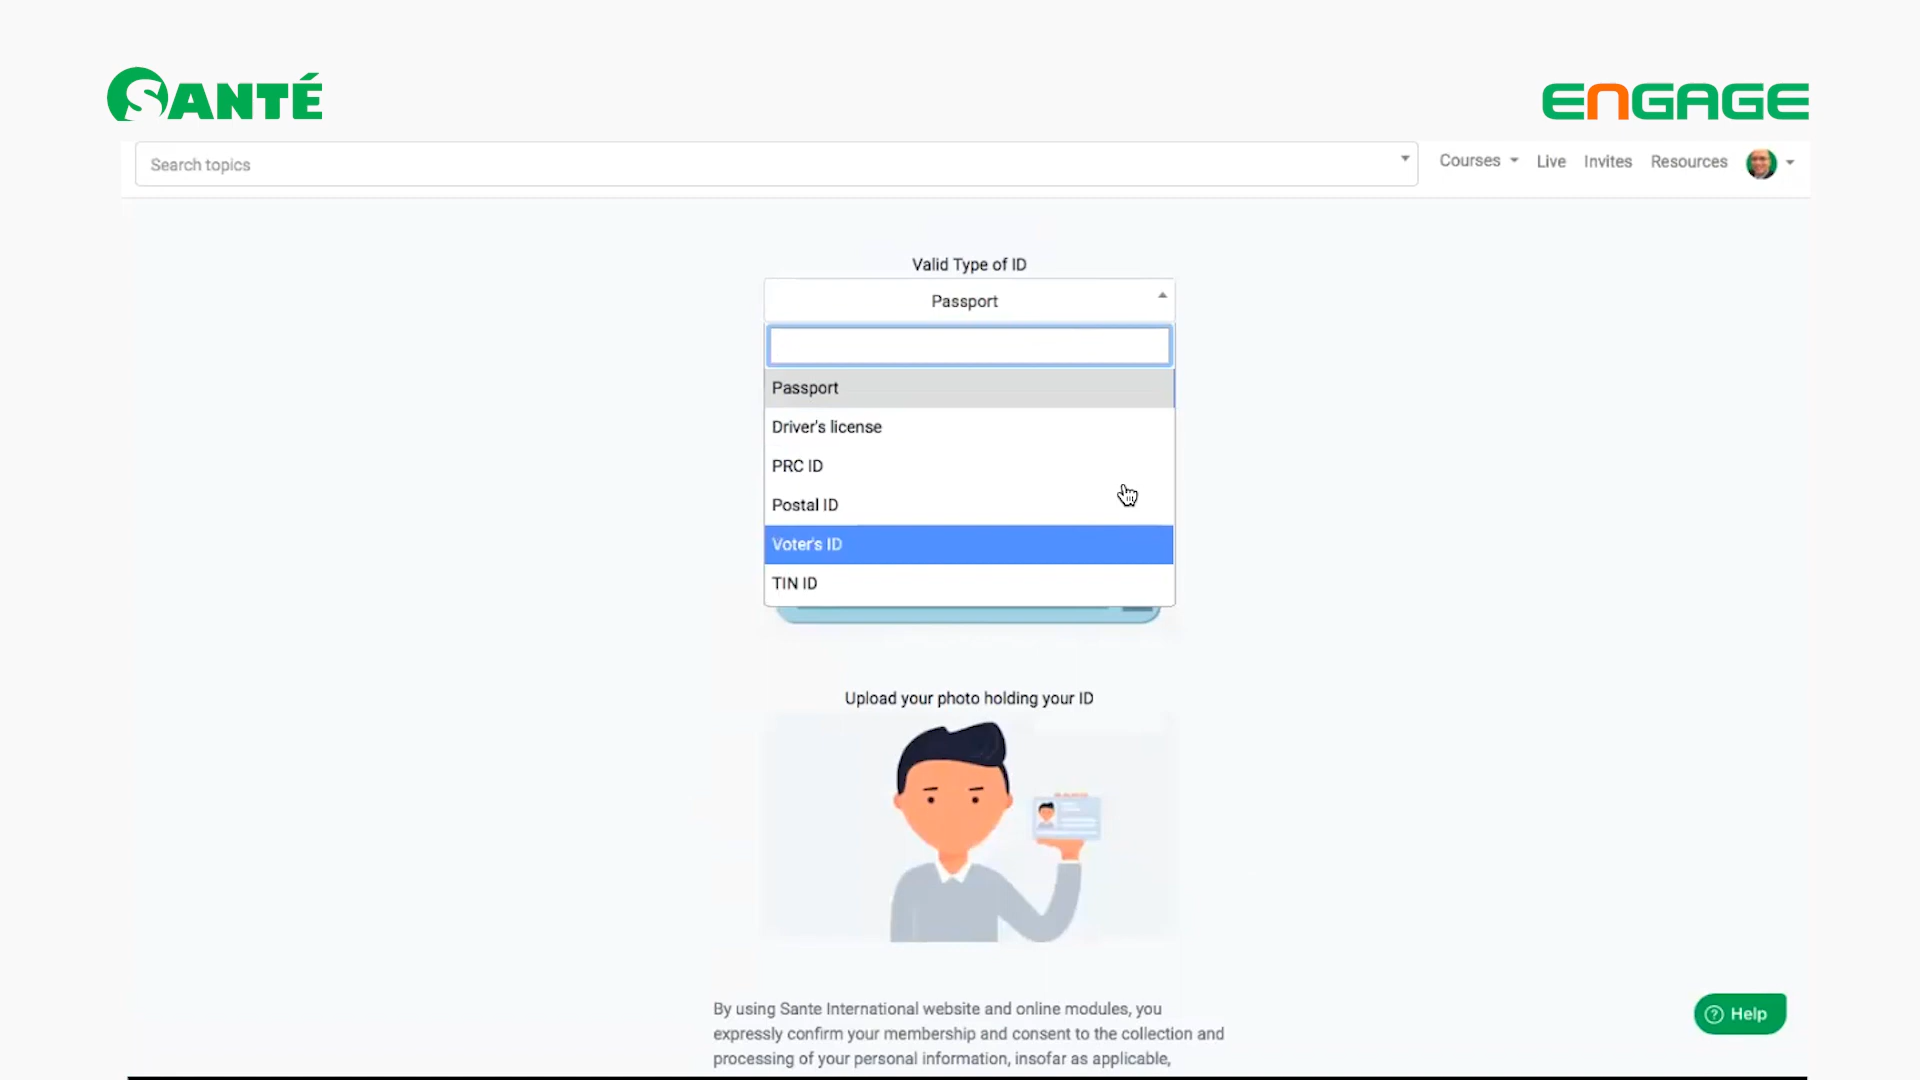 SANTÉ
ENGAGE
Search topics
Courses Live Invites Resources
Valid Type of ID
Passport
Passport
Driver's license
PRC ID
Postal ID
Voter's ID
TIN ID
Upload your photo holding your ID
By using Sante International website and online modules, you
expressly confirm your membership and consent to the collection and
processing of your personal information, insofar as applicable,
Help